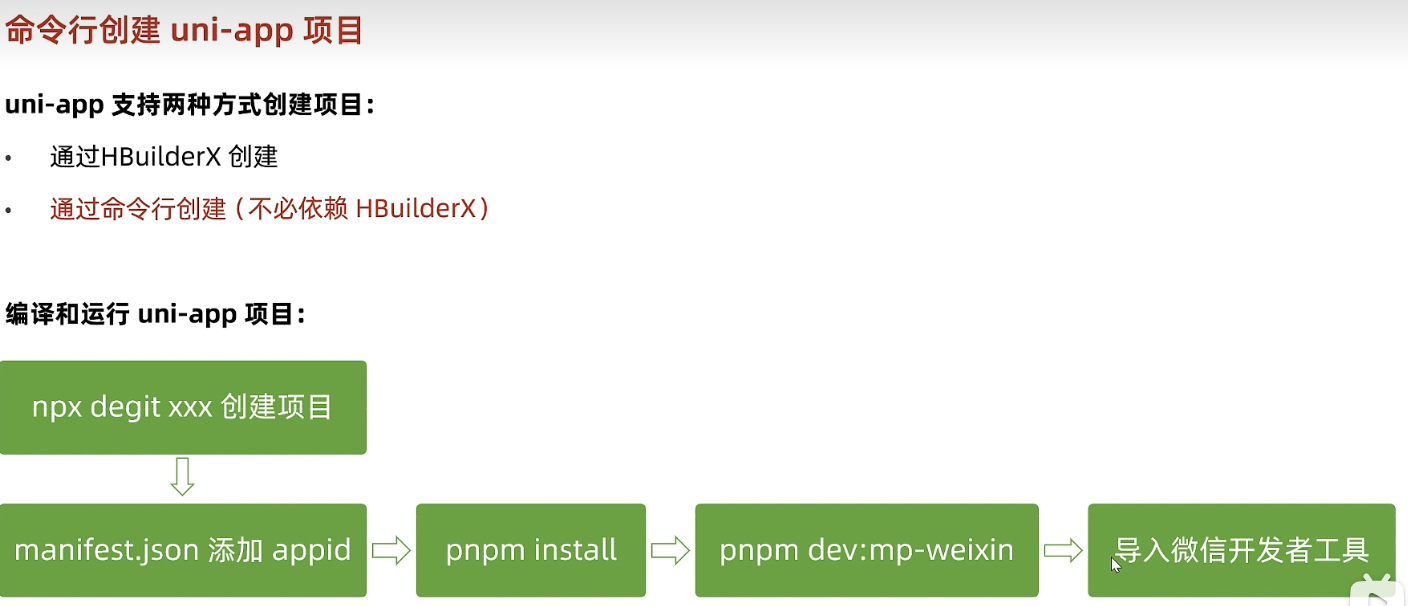 命令行创建 uni-app 项目
uni-app 支持两种方式创建项目：
• 通过HBuilderX 创建
• 通过命令行创建（不必依赖 HBuilderX）
编译和运行 uni-app 项目：
npx degit xxx 创建项目
manifest.json 添加 appid
pnpm install
pnpm dev:mp-weixin
导入微信开发者工具